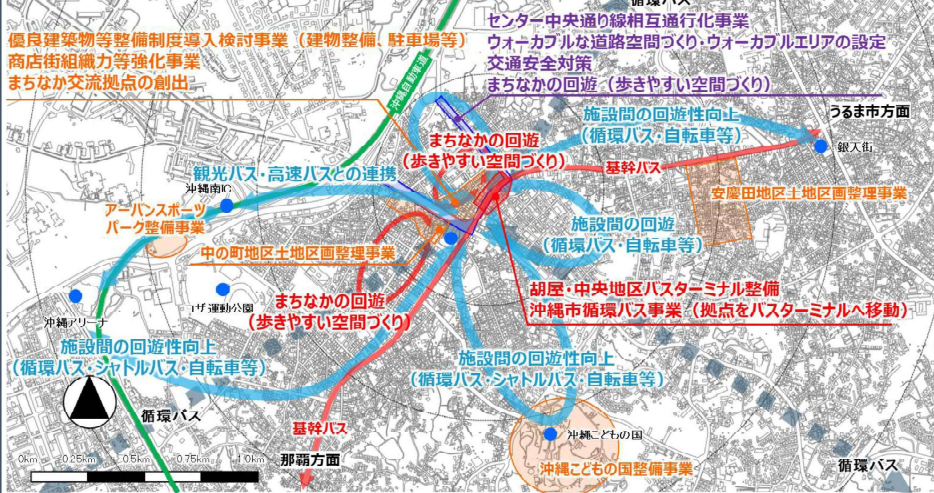 循環バス
センター中央通り線相互通行化事業
ウォーカブルな道路空間づくり・ウォーカブルエリアの設定
交通安全対策
まちなかの回遊（歩きやすい空間づくり）
優良建築物等整備制度導入検討事業（建物整備、駐車場等）
商店街組織力等強化事業
まちなか交流拠点の創出
沖縄自動車道
施設間の回遊性向上
（循環バス・自転車等）
うるま市方面
銀天街
まちなかの回遊
（歩きやすい空間づくり）
基幹バス
観光バス・高速バスとの連携
沖縄南IC
安慶田地区土地区画整理事業
アーバンスポーツ
パーク整備事業
施設間の回遊
（循環バス・自転車等）
中の町地区土地区画整理事業
胡屋・中央地区バスターミナル整備
沖縄市循環バス事業（拠点をバスターミナルへ移動）
コザ運動公園
まちなかの回遊
（歩きやすい空間づくり）
沖縄アリーナ
施設間の回遊性向上
（循環バス・シャトルバス・自転車等）
施設間の回遊性向上
（循環バス・シャトルバス・自転車等）
循環バス
基幹バス
沖縄こどもの国
那覇方面
沖縄こどもの国整備事業
循環バス
0km 0.25km 0.5km 0.75km 1.0km